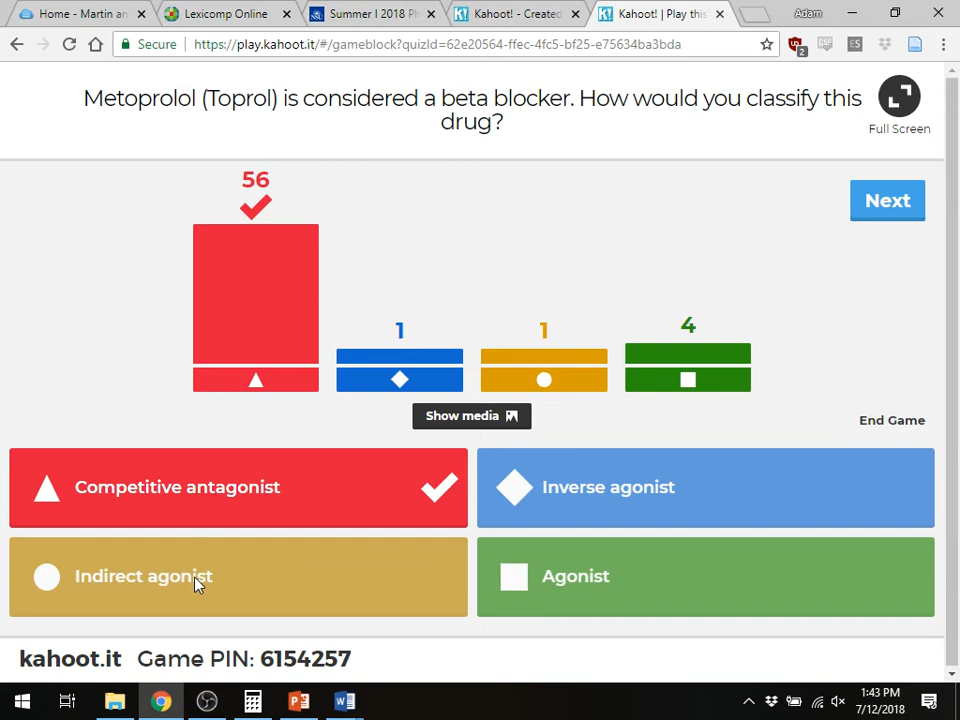 Home - Martin an
Lexicomp Online
Summer I 2018 Ph
Kahoot! - Created
Kahoot! | Play this
Adam
Secure
https://play.kahoot.it/#/gameblock?quizId=62e20564-ffec-4fc5-bf25-e75634ba3bda
2
ES
Metoprolol (Toprol) is considered a beta blocker. How would you classify this
drug?
Full Screen
56
Next
1
1
4
Show media
End Game
Competitive antagonist
Inverse agonist
Indirect agonist
Agonist
kahoot.it Game PIN: 6154257
1:43 PM
7/12/2018